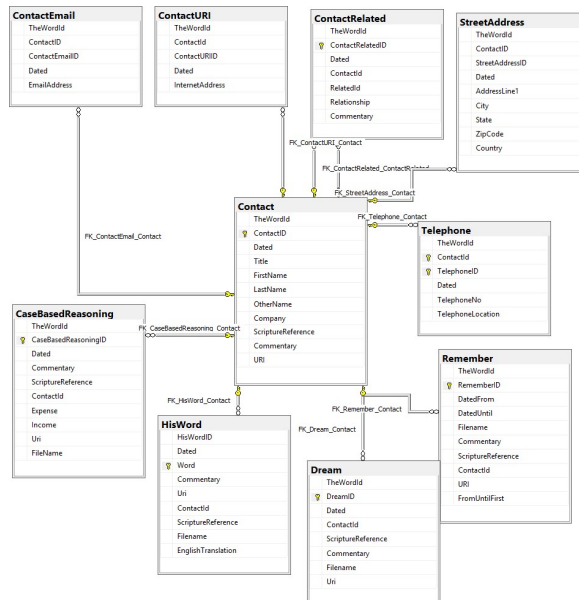 ContactEmail
TheWordId
ContactID
ContactEmailID
Dated
EmailAddress
ContactURI
TheWordId
ContactId
ContactURIID
Dated
InternetAddress
ContactRelated
TheWordId
ContactRelatedID
Dated
ContactId
RelatedId
Relationship
Commentary
StreetAddress
TheWordId
ContactID
StreetAddressID
Dated
AddressLine1
City
State
ZipCode
Country
FK_ContactURI_Contact
FK_ContactRelated_ContactRelated
FK_StreetAddress_Contact
FK_Telephone_Contact
FK_ContactEmail_Contact
Contact
TheWordId
ContactID
Dated
Title
FirstName
LastName
OtherName
Company
ScriptureReference
Commentary
URI
Telephone
TheWordId
ContactId
TelephoneID
Dated
TelephoneNo
TelephoneLocation
CaseBasedReasoning
TheWordId
CaseBasedReasoningID
Dated
Commentary
ScriptureReference
ContactId
Expense
Income
Uri
FileName
FK_CaseBasedReasoning_Contact
Remember
TheWordId
RememberID
DatedFrom
DatedUntil
Filename
Commentary
ScriptureReference
ContactId
URI
FromUntilFirst
FK_HisWord_Contact
FK_Remember_Contact
FK_Dream_Contact
HisWord
HisWordID
Dated
Word
Commentary
Uri
ContactId
ScriptureReference
Filename
EnglishTranslation
Dream
TheWordId
DreamID
Dated
ContactId
ScriptureReference
Commentary
Filename
Uri